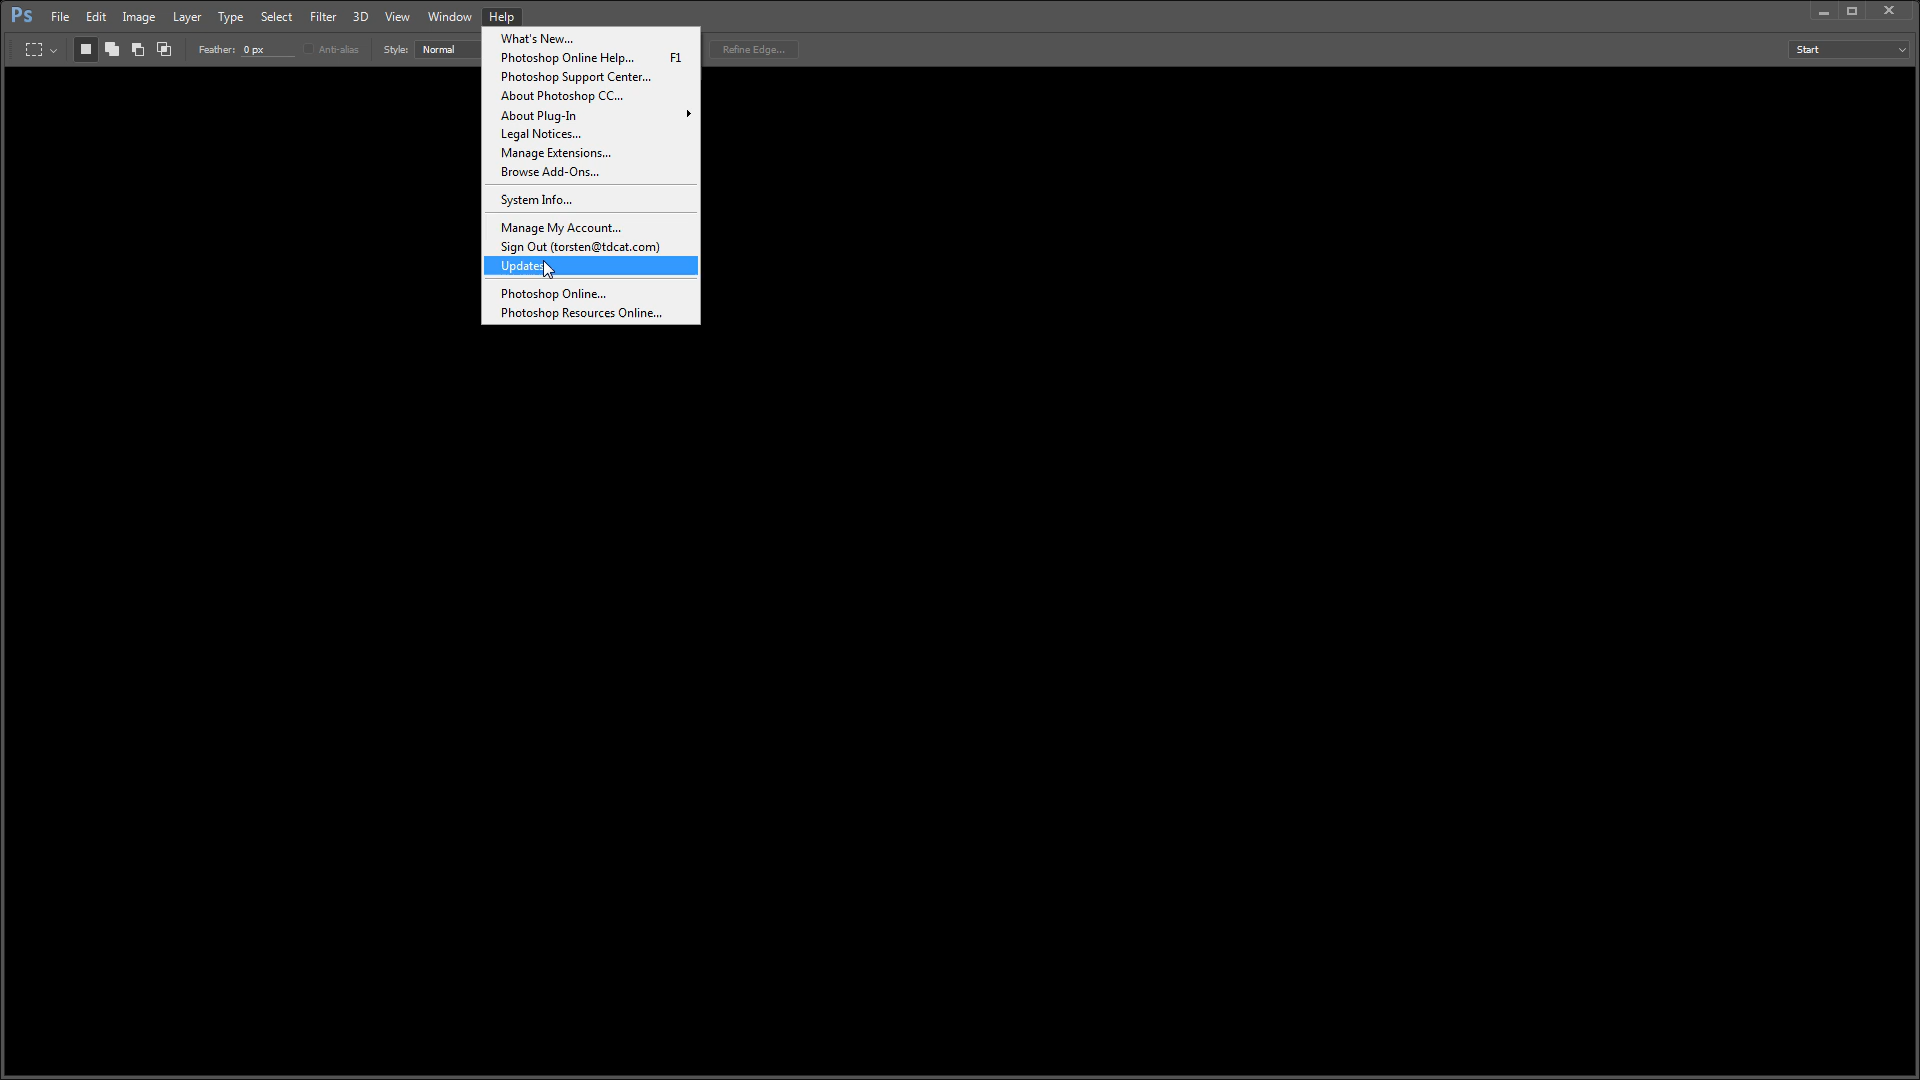 Ps File Edit Image Layer Type Select Filter 3D View Window Help
Feather: 0 px Anti-alias Style: Normal Refine Edge... Start
What's New...
Photoshop Online Help... F1
Photoshop Support Center...
About Photoshop CC...
About Plug-In
Legal Notices...
Manage Extensions...
Browse Add-Ons...
System Info...
Manage My Account...
Sign Out (torsten@tdcat.com)
Updates
Photoshop Online...
Photoshop Resources Online...